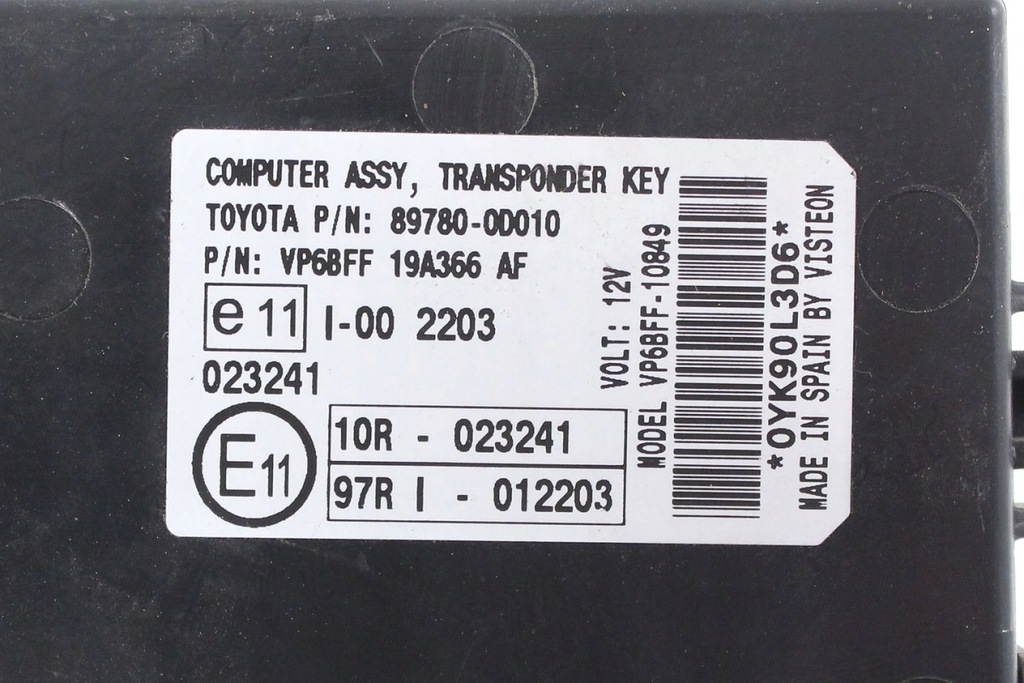 COMPUTER ASSY, TRANSPONDER KEY
TOYOTA P/N: 89780-0D010
P/N: VP6BFF 19A366 AF
e 11 I-00 2203
023241
E11
10R - 023241
97R I - 012203
VOLT: 12V
MODEL VP6BFF-10849
*0YK90L3D6*
MADE IN SPAIN BY VISTEON